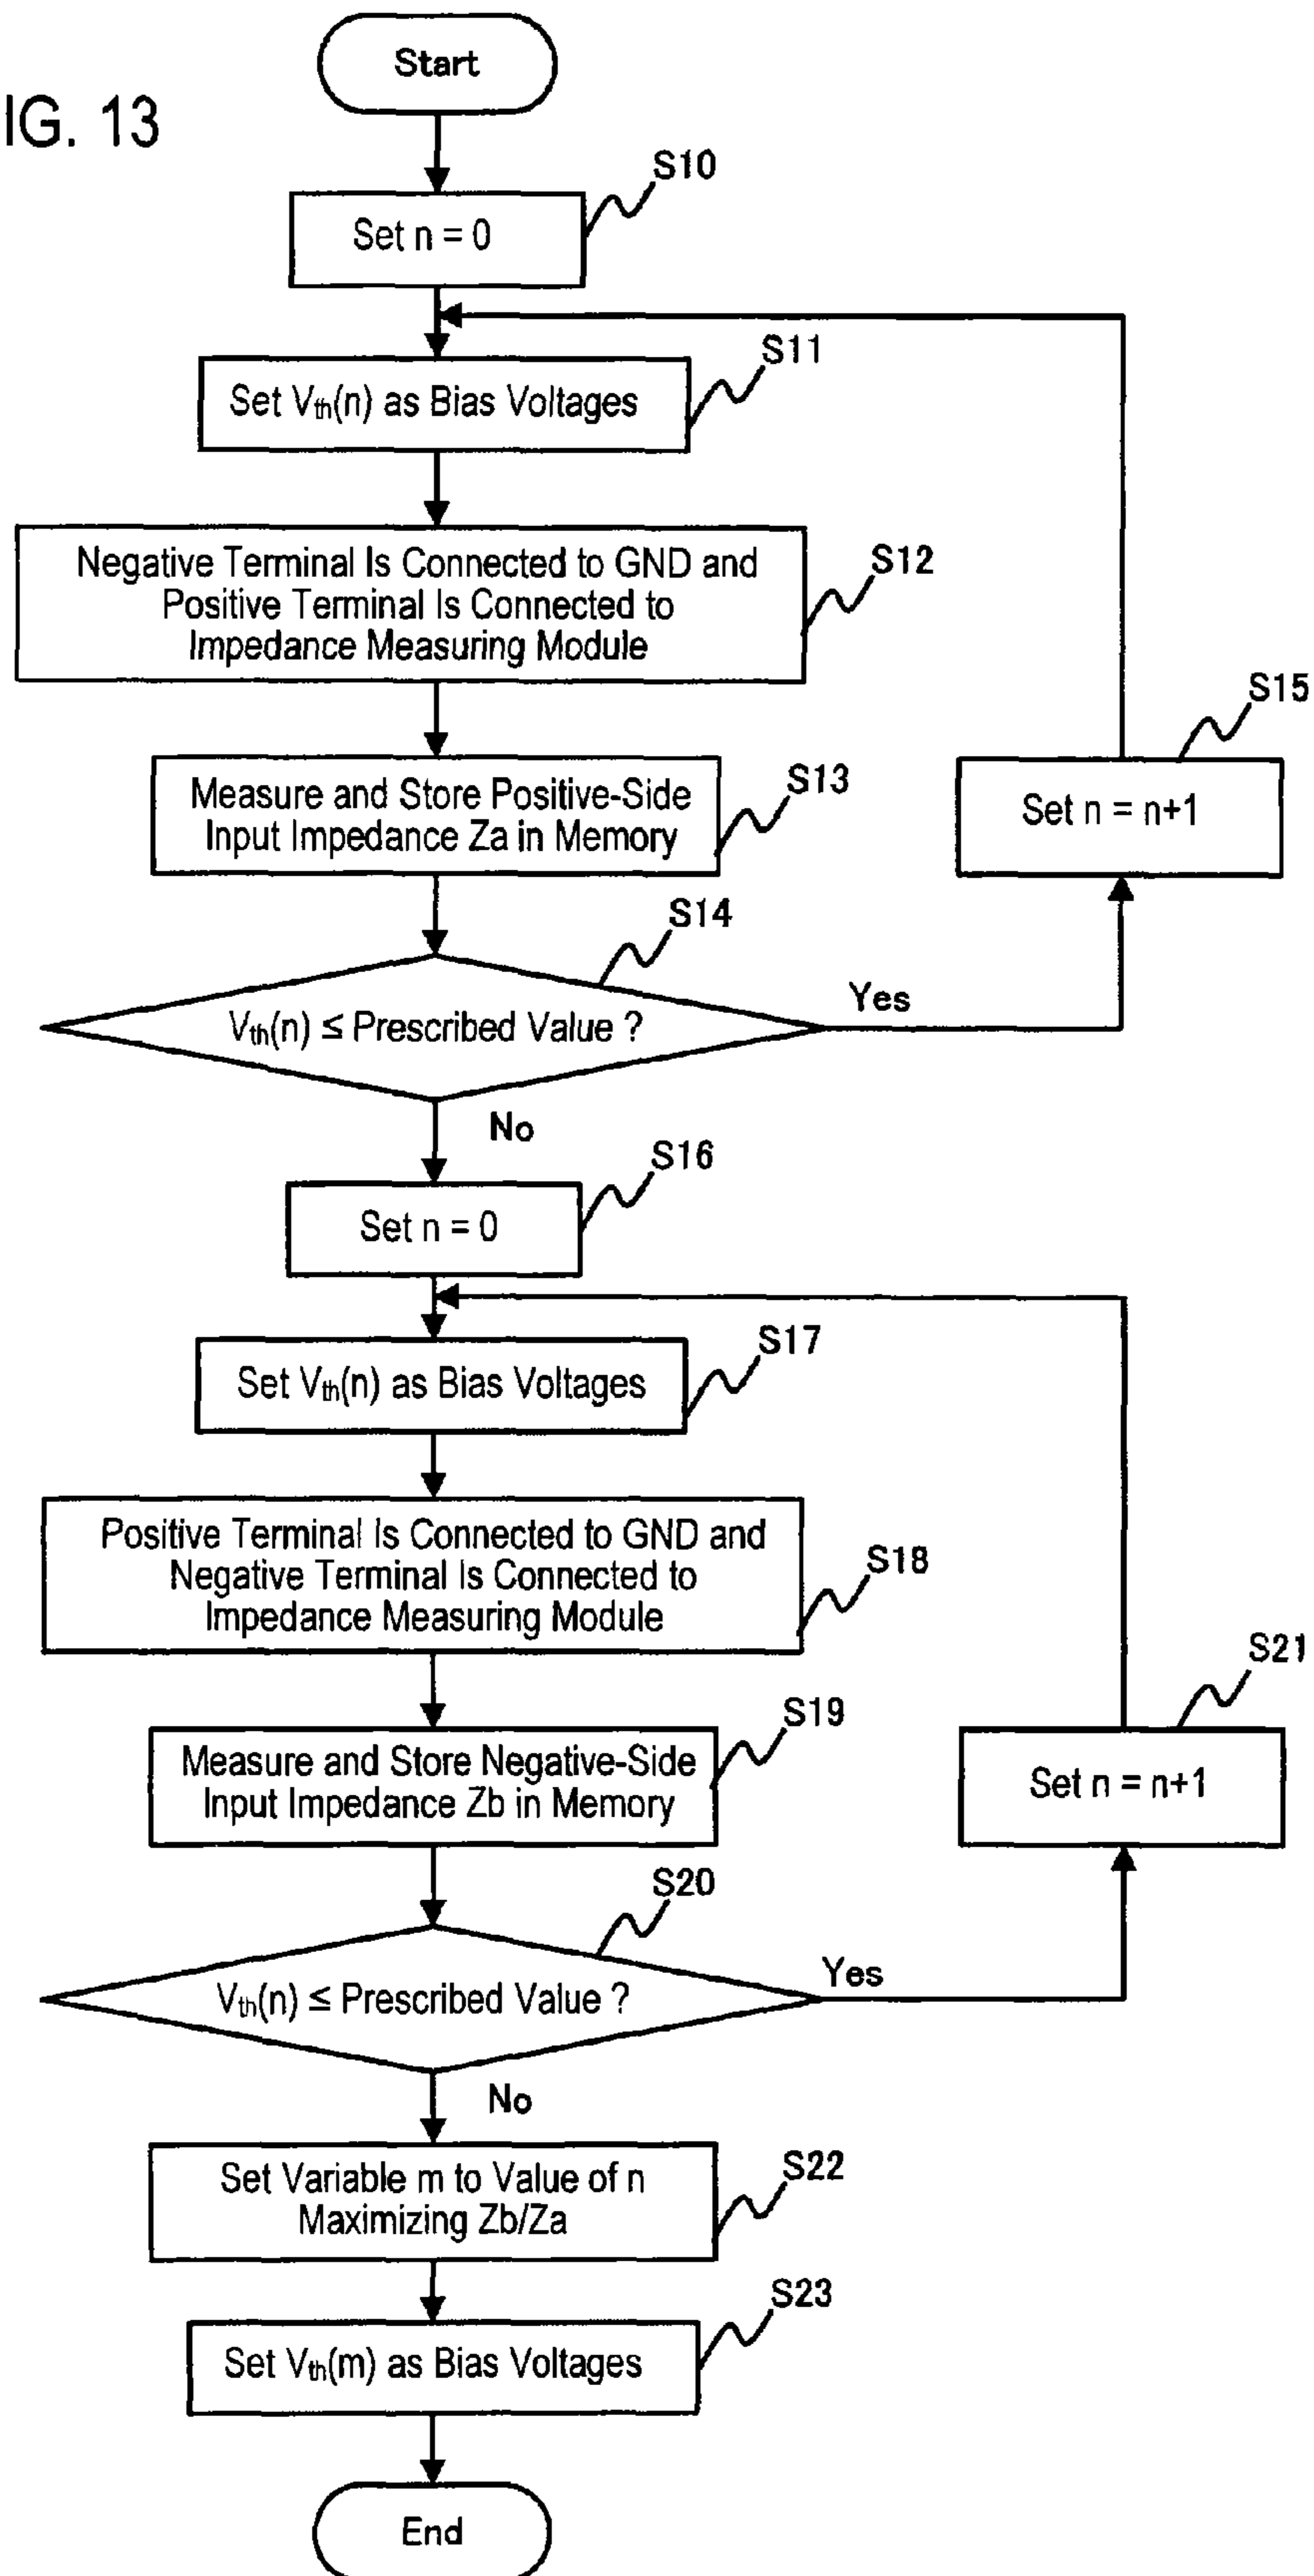 Start
IG. 13
S10
Set n = 0
S11
Set Vth(n) as Bias Voltages
S12
Negative Terminal Is Connected to GND and
Positive Terminal Is Connected to
Impedance Measuring Module
S15
Set n = n+1
S13
Measure and Store Positive-Side
Input Impedance Za in Memory
S14
Vth(n) ≤ Prescribed Value ?
Yes
No
S16
Set n = 0
S17
Set Vth(n) as Bias Voltages
S18
Positive Terminal Is Connected to GND and
Negative Terminal Is Connected to
Impedance Measuring Module
S21
Set n = n+1
S19
Measure and Store Negative-Side
Input Impedance Zb in Memory
S20
Vth(n) ≤ Prescribed Value ?
Yes
No
S22
Set Variable m to Value of n
Maximizing Zb/Za
S23
Set Vth(m) as Bias Voltages
End